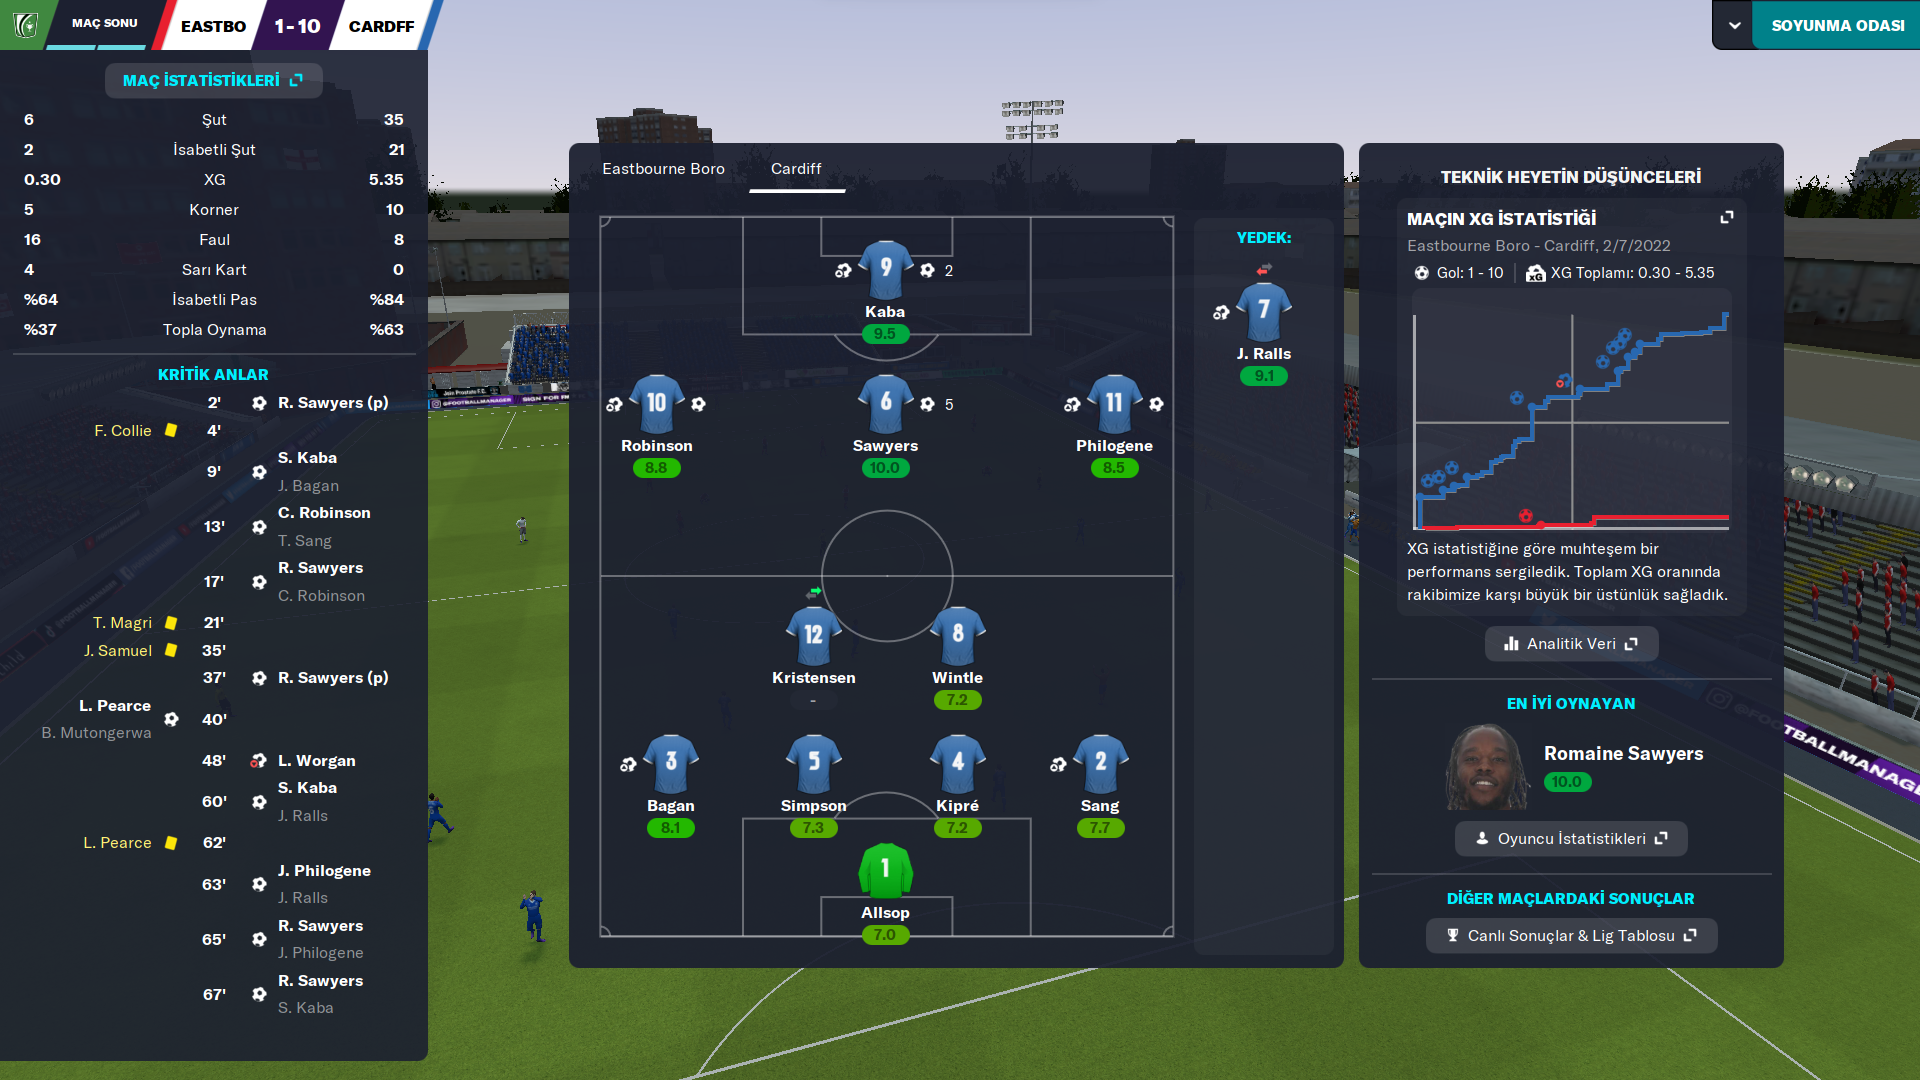 MAÇ SONU
EASTBO
1 - 10
CARDFF
SOYUNMA ODASI
MAÇ İSTATİSTİKLERİ
6 Şut 35
2 İsabetli Şut 21
0.30 XG 5.35
5 Korner 10
16 Faul 8
4 Sarı Kart 0
%64 İsabetli Pas %84
%37 Topla Oynama %63
KRİTİK ANLAR
2' R. Sawyers (p)
F. Collie 4'
9' S. Kaba
J. Bagan
13' C. Robinson
T. Sang
17' R. Sawyers
C. Robinson
T. Magri 21'
J. Samuel 35'
37' R. Sawyers (p)
L. Pearce 40'
B. Mutongerwa
48' L. Worgan
60' S. Kaba
J. Ralls
L. Pearce 62'
63' J. Philogene
J. Ralls
65' R. Sawyers
J. Philogene
67' R. Sawyers
S. Kaba
Eastbourne Boro
Cardiff
9 2
Kaba
9.5
10
Robinson
8.8
6 5
Sawyers
10.0
11
Philogene
8.5
12
Kristensen
-
8
Wintle
7.2
3
Bagan
8.1
5
Simpson
7.3
4
Kipré
7.2
2
Sang
7.7
1
Allsop
7.0
YEDEK:
7
J. Ralls
9.1
TEKNİK HEYETİN DÜŞÜNCELERİ
MAÇIN XG İSTATİSTİĞİ
Eastbourne Boro - Cardiff, 2/7/2022
Gol: 1 - 10
XG XG Toplamı: 0.30 - 5.35
XG istatistiğine göre muhteşem bir
performans sergiledik. Toplam XG oranında
rakibimize karşı büyük bir üstünlük sağladık.
Analitik Veri
EN İYİ OYNAYAN
Romaine Sawyers
10.0
Oyuncu İstatistikleri
DİĞER MAÇLARDAKİ SONUÇLAR
Canlı Sonuçlar & Lig Tablosu
@FOOTBALLMANAGER
SIGN FOR
TBALLMANAGE